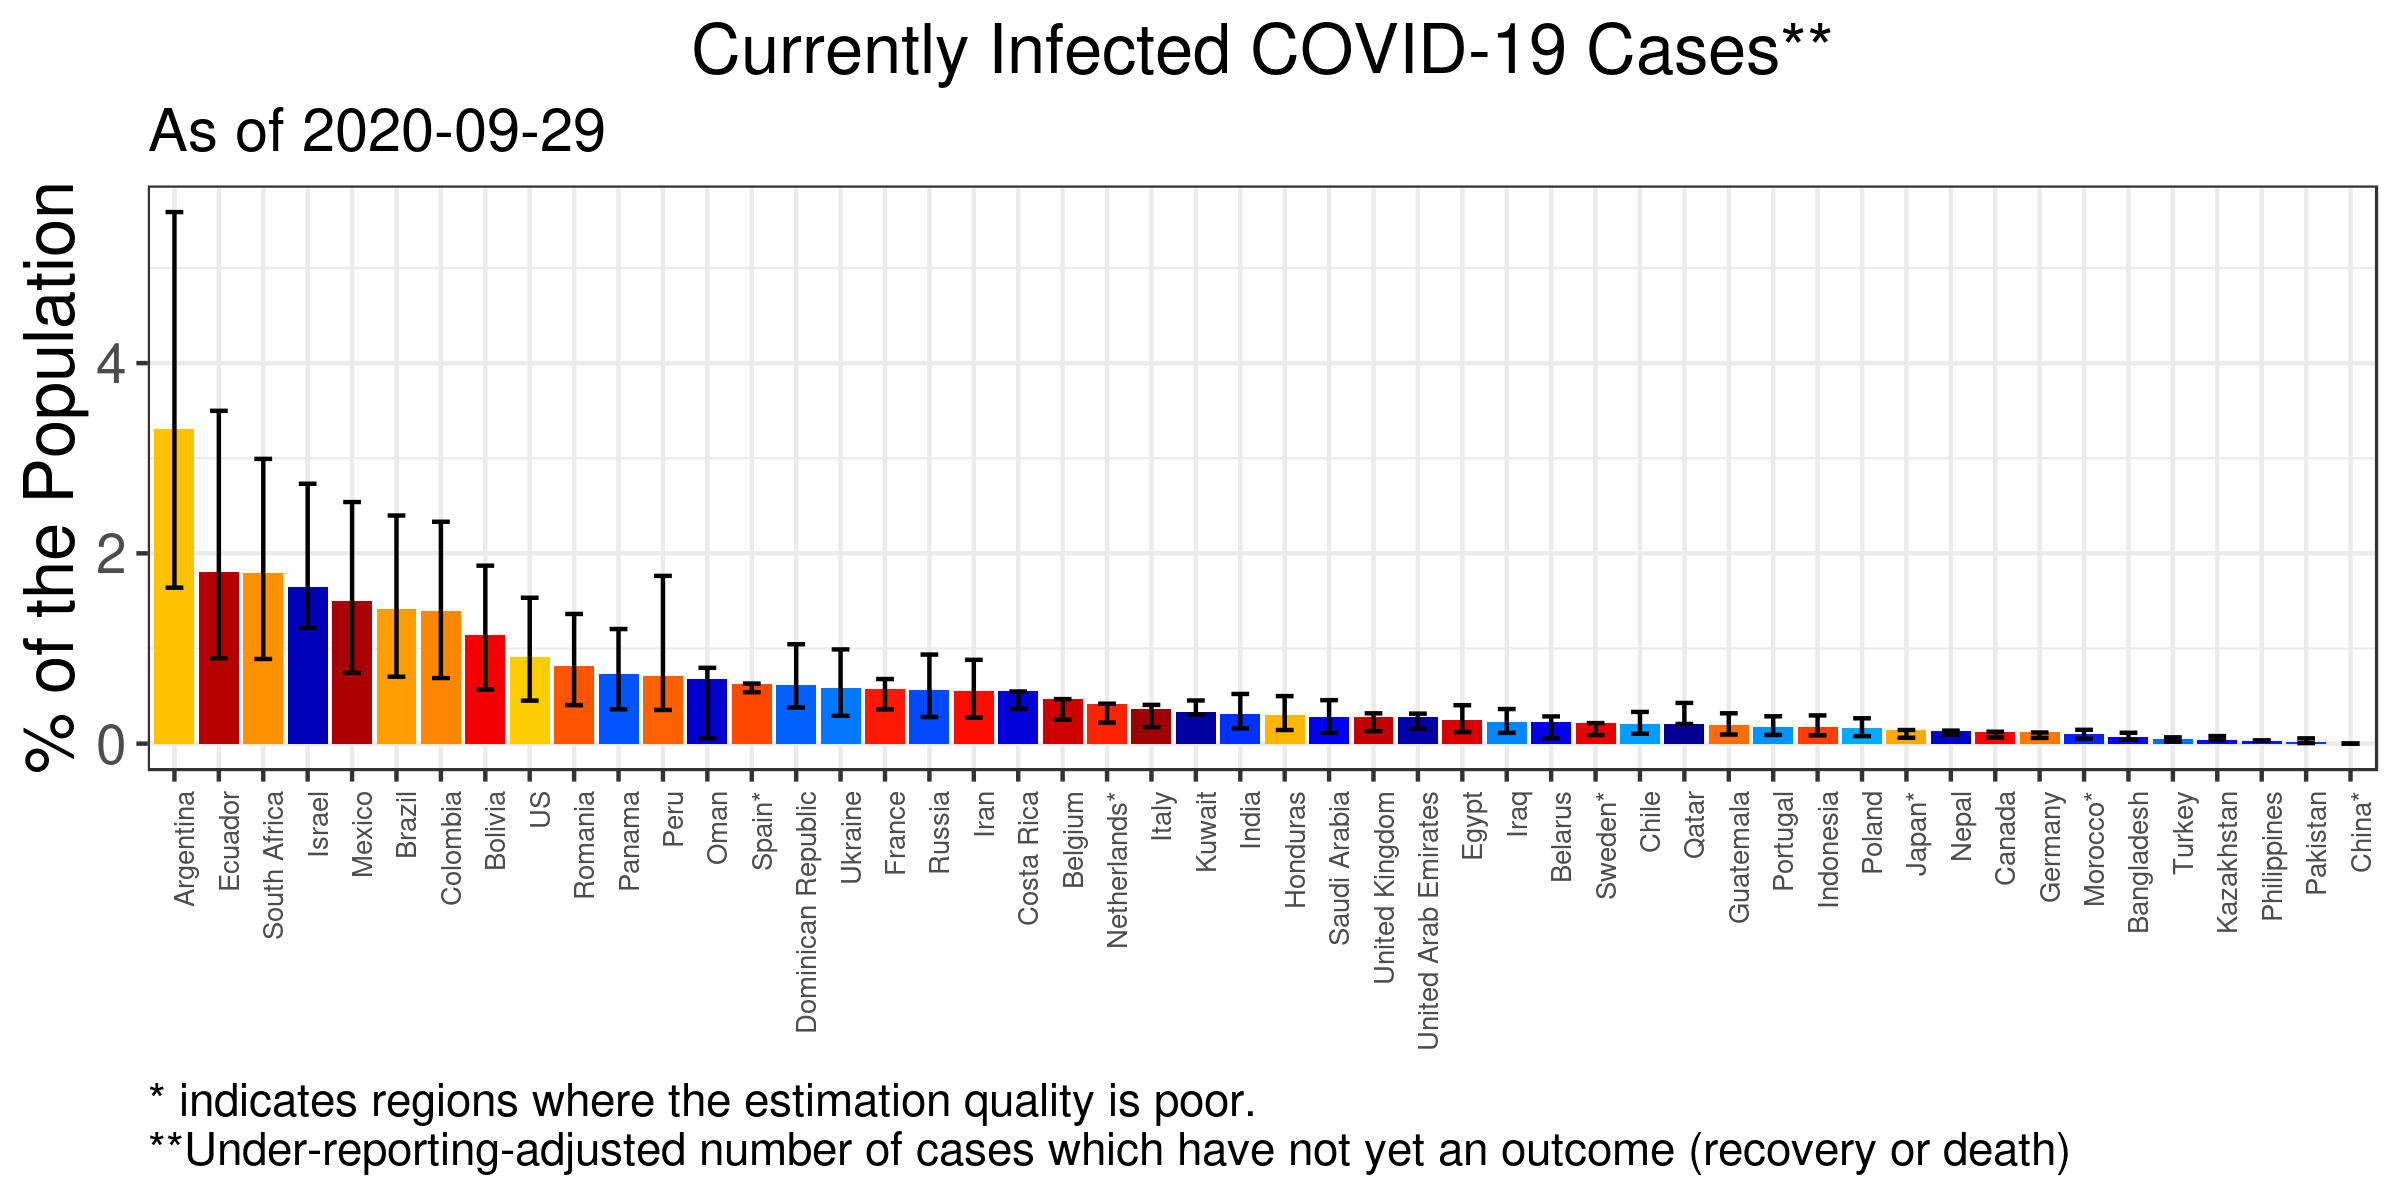 Currently Infected COVID-19 Cases**
As of 2020-09-29
% of the Population
4
2
0
Argentina
Ecuador
South Africa
Israel
Mexico
Brazil
Colombia
Bolivia
US
Romania
Panama
Peru
Oman
Spain*
Dominican Republic
Ukraine
France
Russia
Iran
Costa Rica
Belgium
Netherlands*
Italy
Kuwait
India
Honduras
Saudi Arabia
United Kingdom
United Arab Emirates
Egypt
Iraq
Belarus
Sweden*
Chile
Qatar
Guatemala
Portugal
Indonesia
Poland
Japan*
Nepal
Canada
Germany
Morocco*
Bangladesh
Turkey
Kazakhstan
Philippines
Pakistan
China*
* indicates regions where the estimation quality is poor.
**Under-reporting-adjusted number of cases which have not yet an outcome (recovery or death)